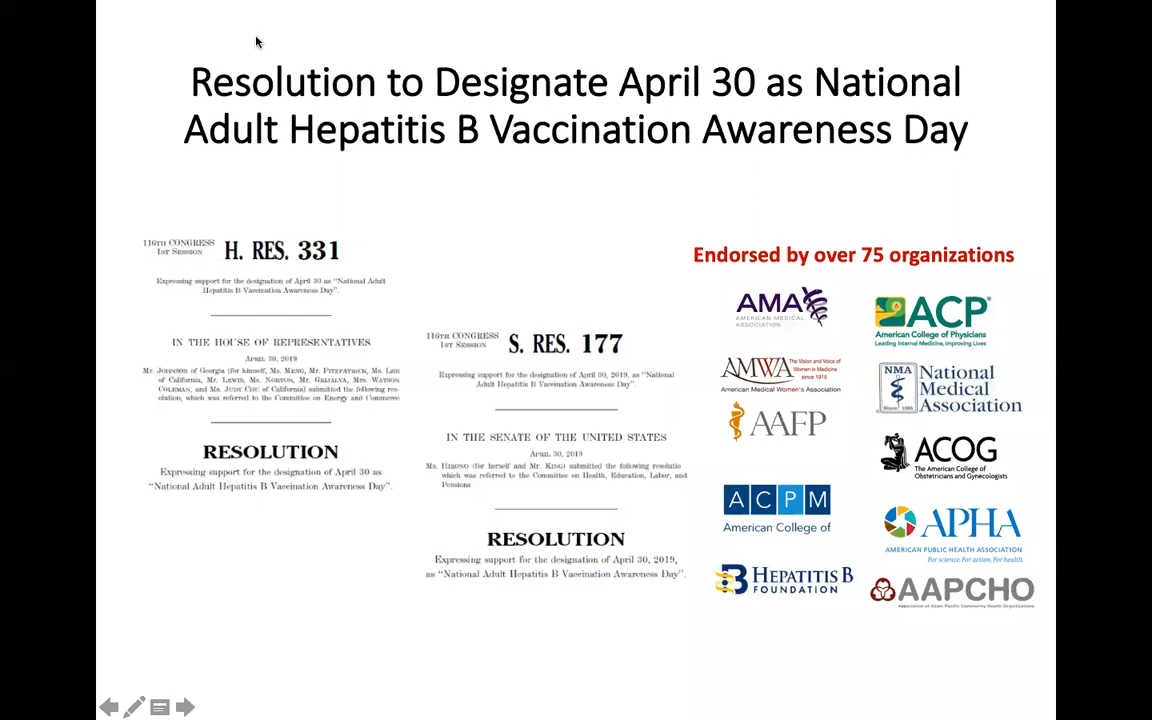 Resolution to Designate April 30 as National
Adult Hepatitis B Vaccination Awareness Day
116TH CONGRESS
1ST SESSION
H. RES. 331
Expressing support for the designation of April 30 as “National Adult
Hepatitis B Vaccination Awareness Day”.
IN THE HOUSE OF REPRESENTATIVES
APRIL 30, 2019
Mr. JOHNSON of Georgia (for himself, Ms. MENG, Mr. FITZPATRICK, Ms. LEE
of California, Mr. LEWIS, Ms. NORTON, Mr. GRIJALVA, Mrs. WATSON
COLEMAN, and Ms. JUDY CHU of California) submitted the following res-
olution; which was referred to the Committee on Energy and Commerce
RESOLUTION
Expressing support for the designation of April 30 as
“National Adult Hepatitis B Vaccination Awareness Day”.
116TH CONGRESS
1ST SESSION
S. RES. 177
Expressing support for the designation of April 30, 2019, as “National
Adult Hepatitis B Vaccination Awareness Day”.
IN THE SENATE OF THE UNITED STATES
APRIL 30, 2019
Ms. HIRONO (for herself and Mr. KING) submitted the following resolutio
which was referred to the Committee on Health, Education, Labor, and
Pensions
RESOLUTION
Expressing support for the designation of April 30, 2019,
as “National Adult Hepatitis B Vaccination Awareness Day”.
Endorsed by over 75 organizations
AMA
AMERICAN MEDICAL
ASSOCIATION
ACP®
American College of Physicians
Leading Internal Medicine, Improving Lives
AMWA
The Vision and Voice of
Women in Medicine
since 1915
American Medical Women's Association
NMA
Since 1895
National
Medical
Association
AAFP
ACOG
The American College of
Obstetricians and Gynecologists
ACPM
American College of
APHA
AMERICAN PUBLIC HEALTH ASSOCIATION
For science. For action. For health.
HEPATITIS B
FOUNDATION
AAPCHO
Association of Asian Pacific Community Health Organizations